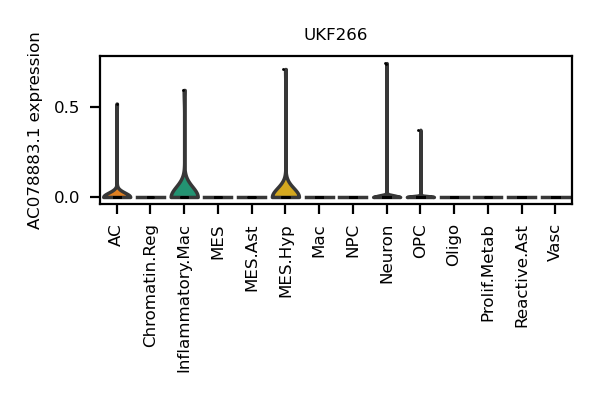 UKF266
AC078883.1 expression
0.5
0.0
AC
Chromatin.Reg
Inflammatory.Mac
MES
MES.Ast
MES.Hyp
Mac
NPC
Neuron
OPC
Oligo
Prolif.Metab
Reactive.Ast
Vasc